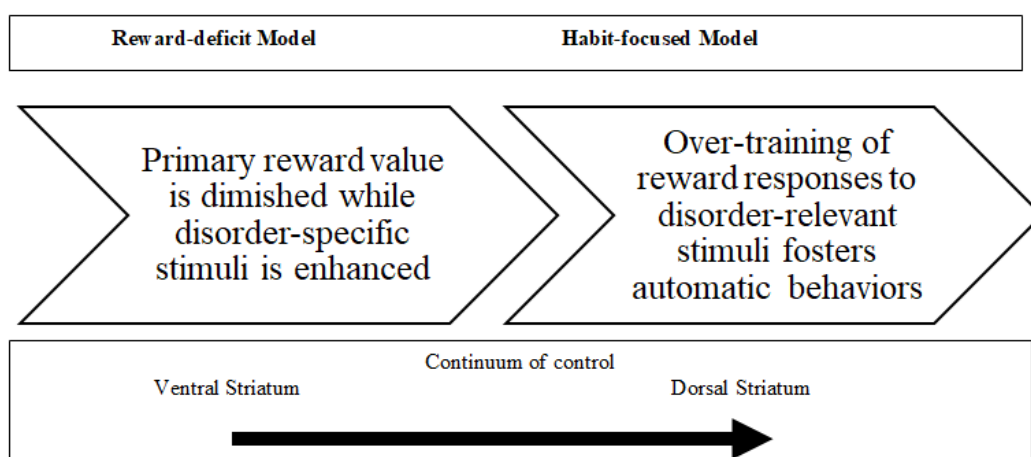 Reward-deficit Model
Habit-focused Model
Primary reward value
is dimished while
disorder-specific
stimuli is enhanced
Over-training of
reward responses to
disorder-relevant
stimuli fosters
automatic behaviors
Continuum of control
Ventral Striatum
Dorsal Striatum